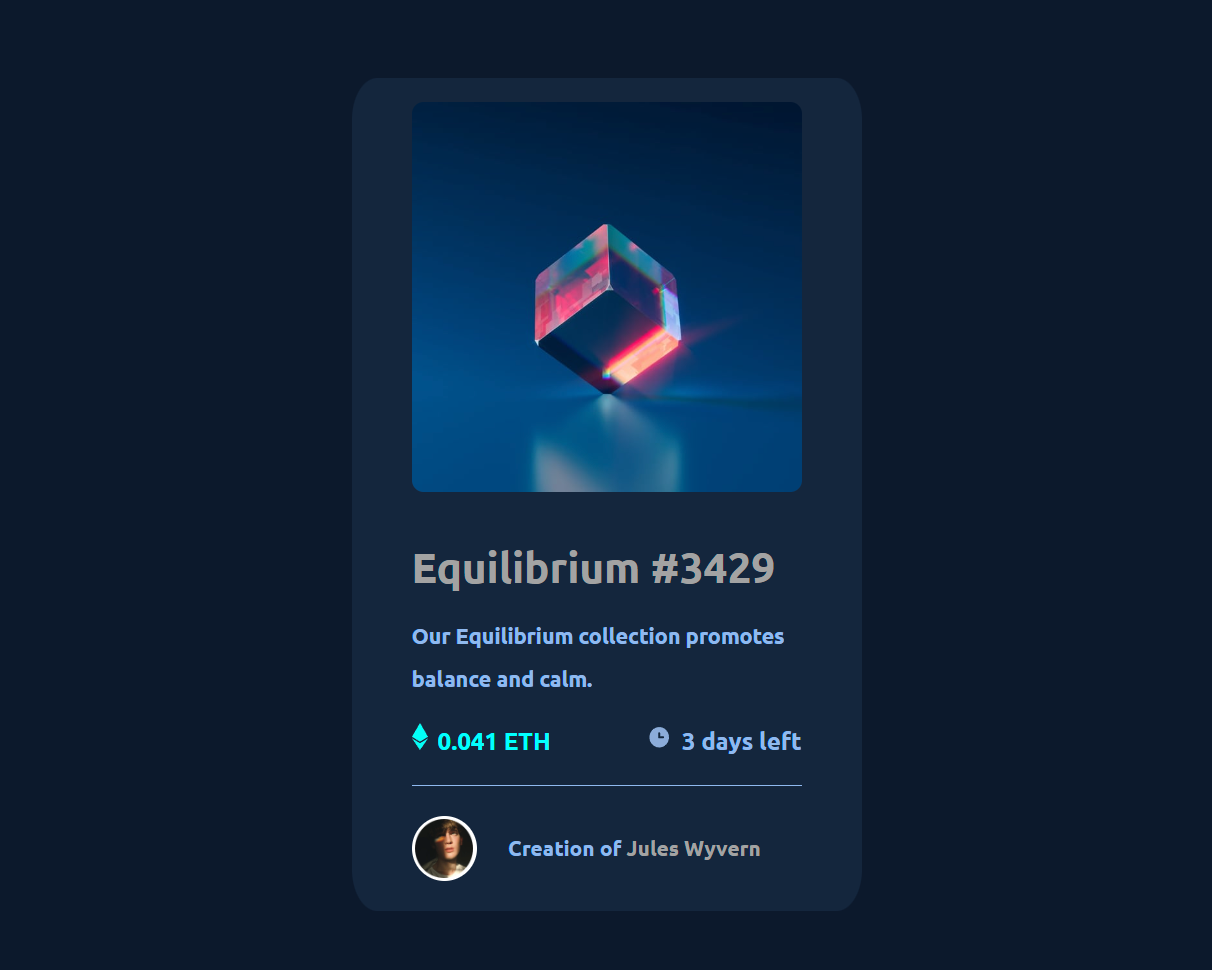 Equilibrium #3429
Our Equilibrium collection promotes
balance and calm.
0.041 ETH
3 days left
Creation of Jules Wyvern